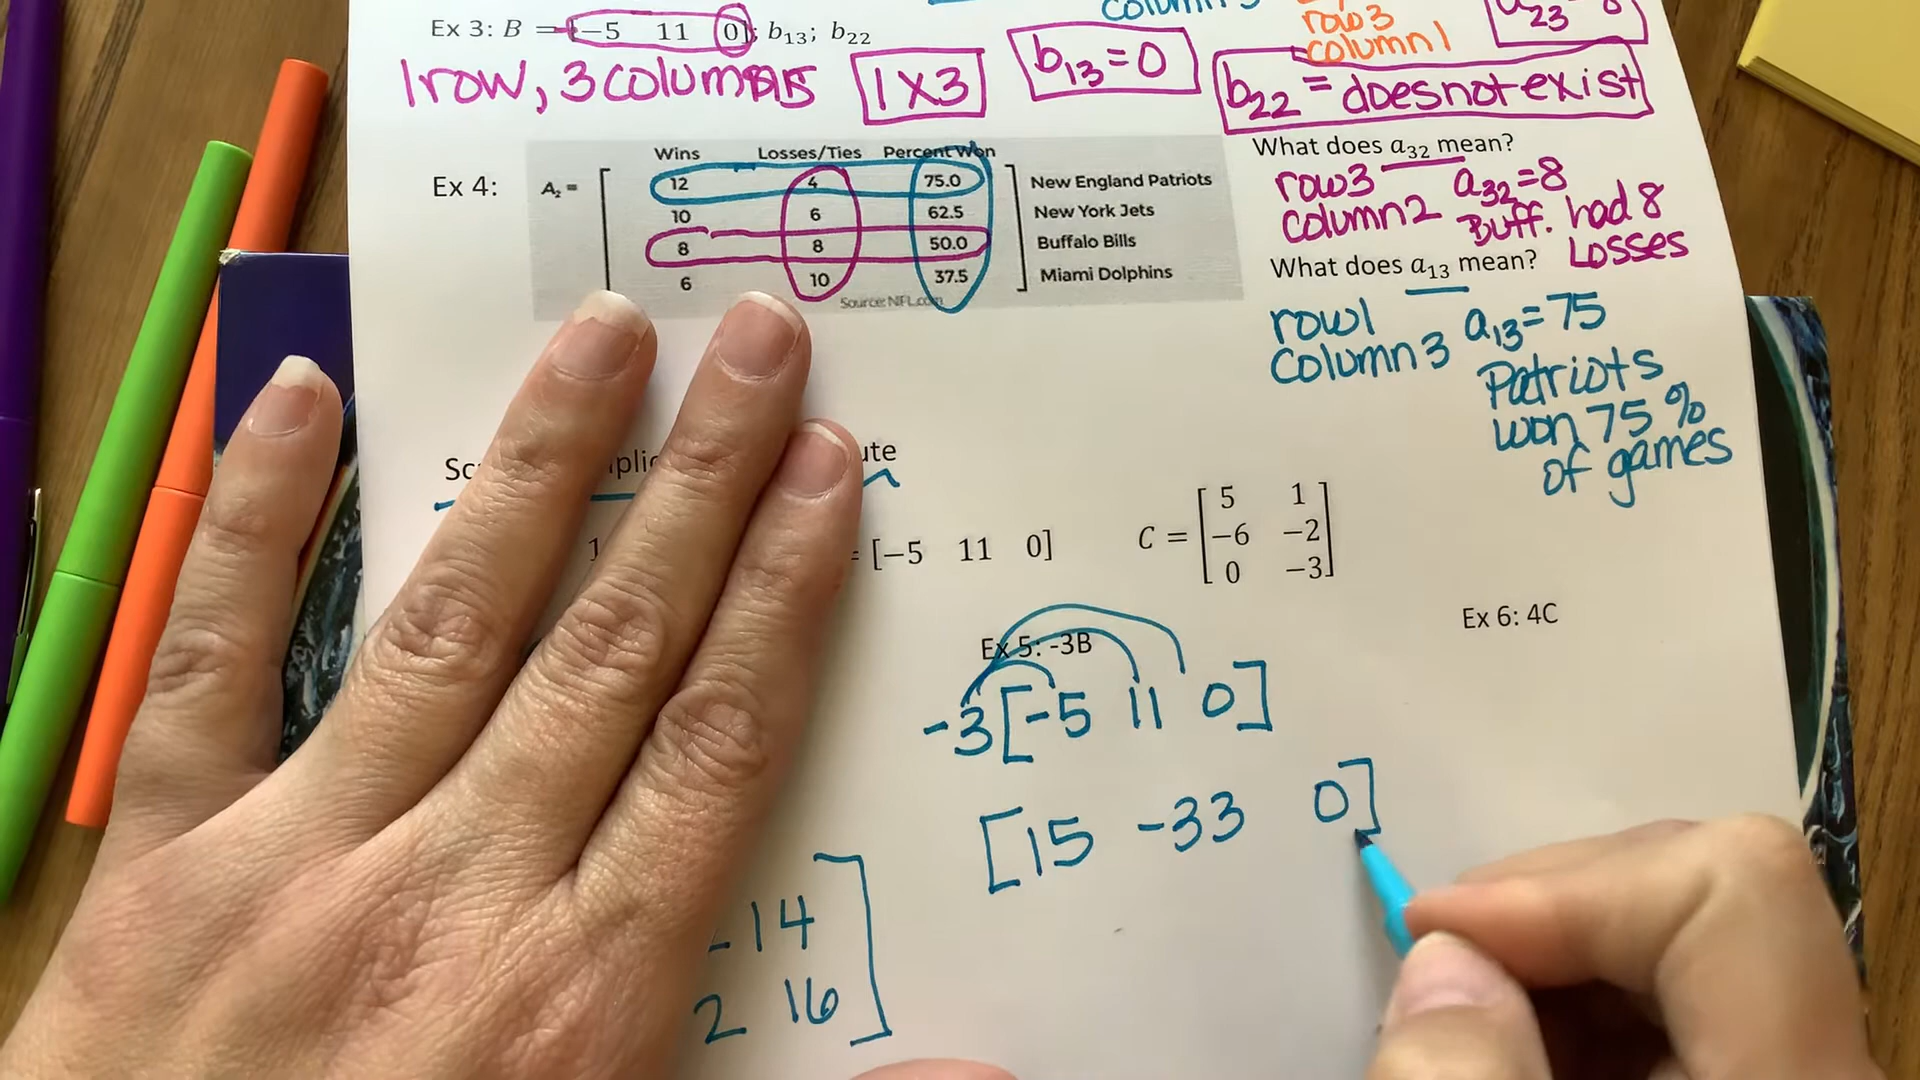 Ex 3: B = [−5 11 0]; b13; b22
row3
column1
1row, 3columns
1x3
b13=0
b22 = does not exist
Wins Losses/Ties Percent Won
Ex 4: A2 =
12 4 75.0 New England Patriots
10 6 62.5 New York Jets
8 8 50.0 Buffalo Bills
6 10 37.5 Miami Dolphins
Source: NFL.com
What does a32 mean?
row3 a32=8
column2 Buff. had 8
Losses
What does a13 mean?
row1 a13=75
column3
Patriots
won 75%
of games
= [−5 11 0]
C = [5 1
−6 −2
0 −3]
Ex 5: -3B
Ex 6: 4C
-3[-5 11 0]
[15 -33 0]
-14
2 16]